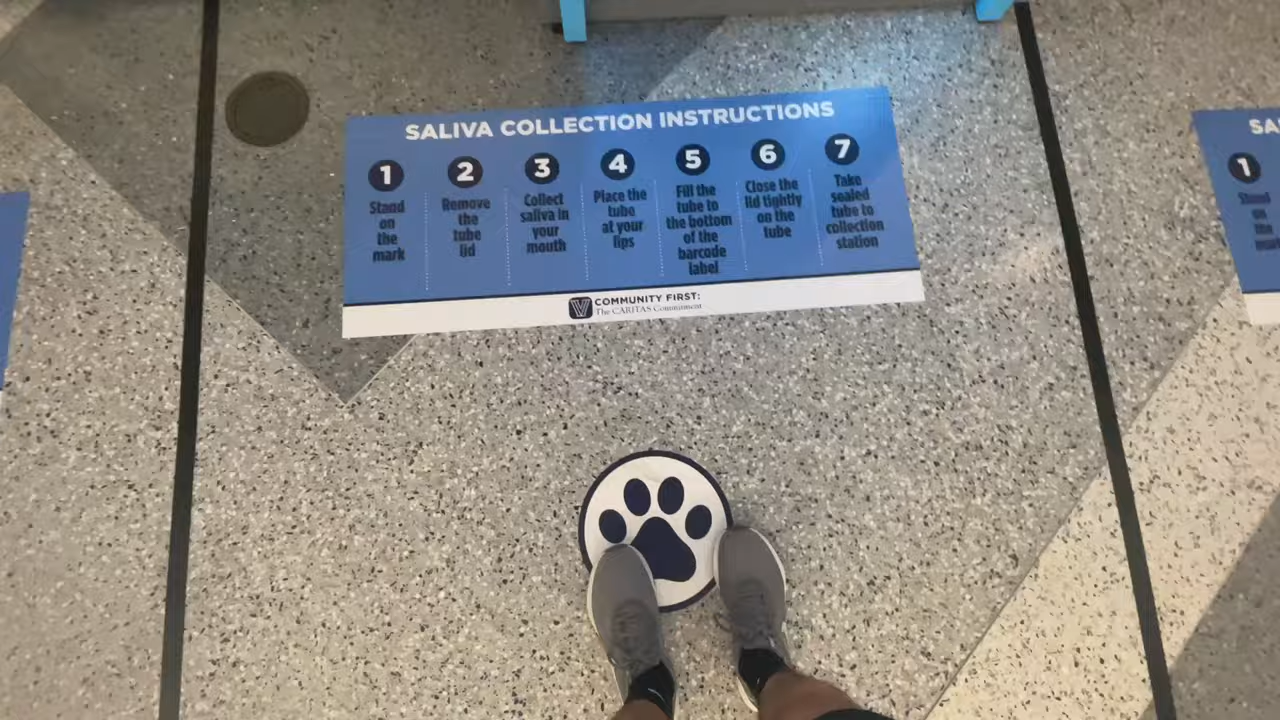 SALIVA COLLECTION INSTRUCTIONS
1
Stand
on
the
mark
2
Remove
the
tube
lid
3
Collect
saliva in
your
mouth
4
Place the
tube
at your
lips
5
Fill the
tube to
the bottom
of the
barcode
label
6
Close the
lid tightly
on the
tube
7
Take
sealed
tube to
collection
station
V
COMMUNITY FIRST:
The CARITAS Commitment
1
Stand
on
the